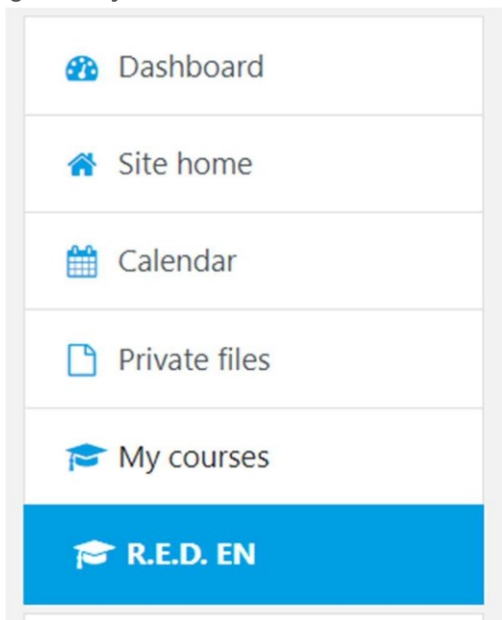 Dashboard
Site home
Calendar
Private files
My courses
R.E.D. EN